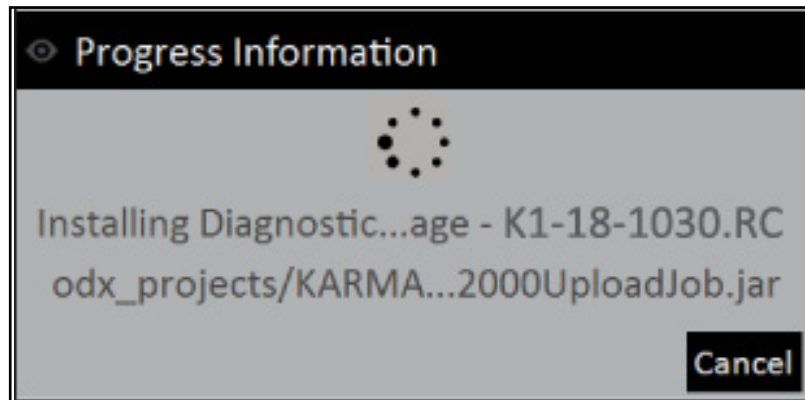 Progress Information
Installing Diagnostic...age - K1-18-1030.RC
odx_projects/KARMA...2000UploadJob.jar
Cancel